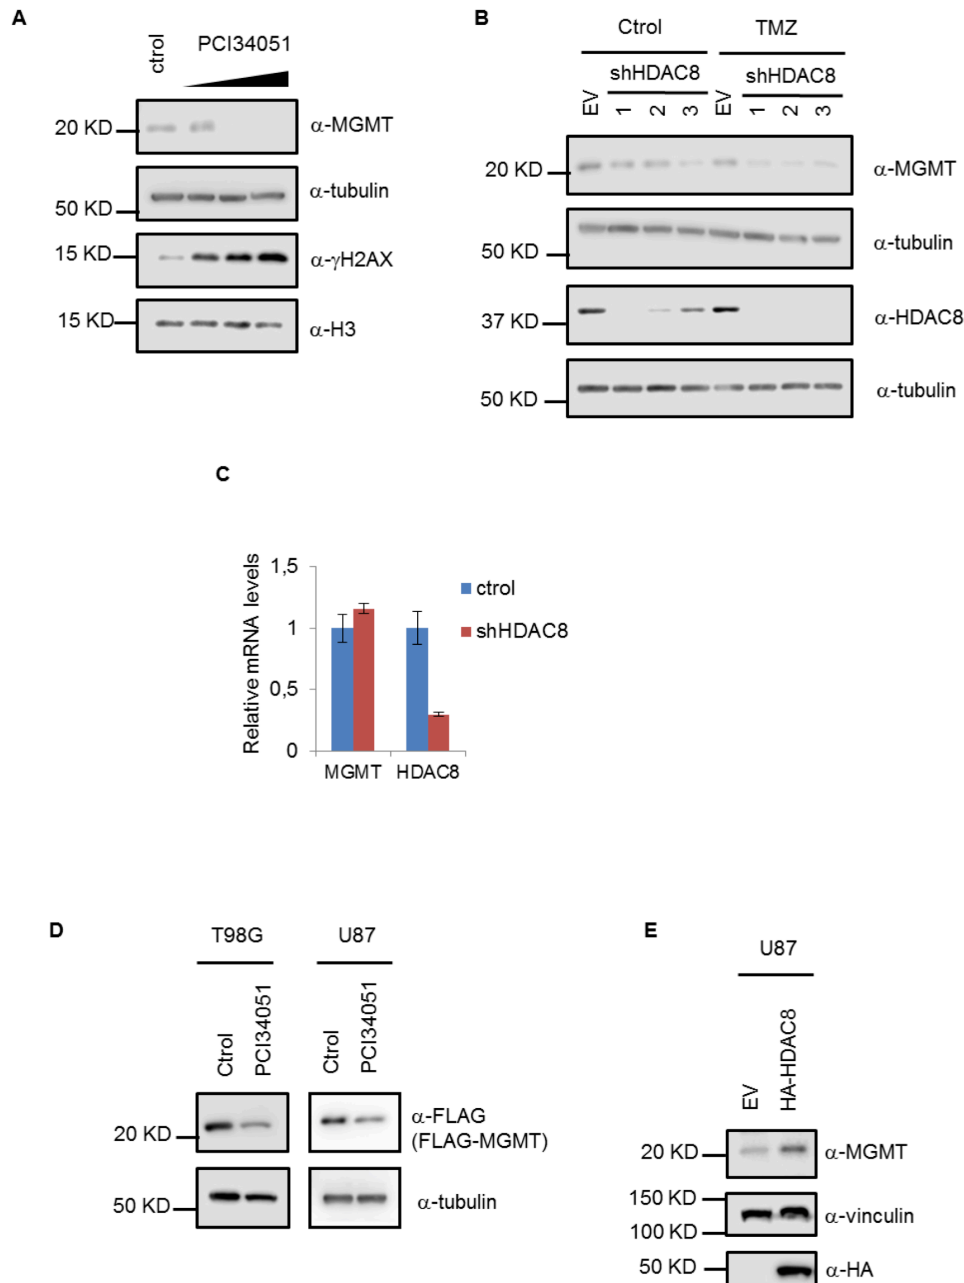 A
ctrol
PCI34051
20 KD
α-MGMT
50 KD
α-tubulin
15 KD
α-γH2AX
15 KD
α-H3
B
Ctrol
TMZ
shHDAC8
shHDAC8
EV
1
2
3
EV
1
2
3
20 KD
α-MGMT
50 KD
α-tubulin
37 KD
α-HDAC8
50 KD
α-tubulin
C
Relative mRNA levels
1,5
1
0,5
0
MGMT
HDAC8
ctrol
shHDAC8
D
T98G
U87
Ctrol
PCI34051
Ctrol
PCI34051
20 KD
α-FLAG
(FLAG-MGMT)
50 KD
α-tubulin
E
U87
EV
HA-HDAC8
20 KD
α-MGMT
150 KD
100 KD
α-vinculin
50 KD
α-HA